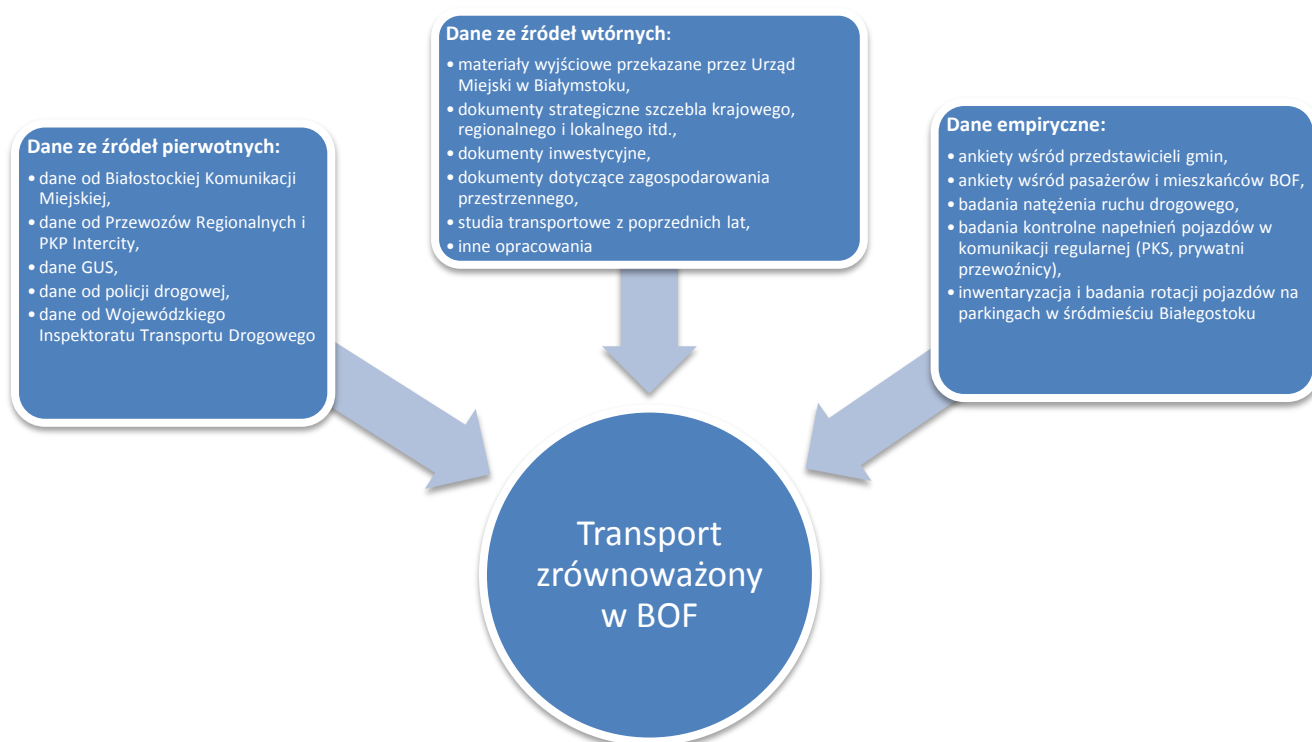 Dane ze źródeł pierwotnych:
• dane od Białostockiej Komunikacji
Miejskiej,
• dane od Przewozów Regionalnych i
PKP Intercity,
• dane GUS,
• dane od policji drogowej,
• dane od Wojewódzkiego
Inspektoratu Transportu Drogowego
Dane ze źródeł wtórnych:
• materiały wyjściowe przekazane przez Urząd
Miejski w Białymstoku,
• dokumenty strategiczne szczebla krajowego,
regionalnego i lokalnego itd.,
• dokumenty inwestycyjne,
• dokumenty dotyczące zagospodarowania
przestrzennego,
• studia transportowe z poprzednich lat,
• inne opracowania
Dane empiryczne:
• ankiety wśród przedstawicieli gmin,
• ankiety wśród pasażerów i mieszkańców BOF,
• badania natężenia ruchu drogowego,
• badania kontrolne napełnień pojazdów w
komunikacji regularnej (PKS, prywatni
przewoźnicy),
• inwentaryzacja i badania rotacji pojazdów na
parkingach w śródmieściu Białegostoku
Transport
zrównoważony
w BOF